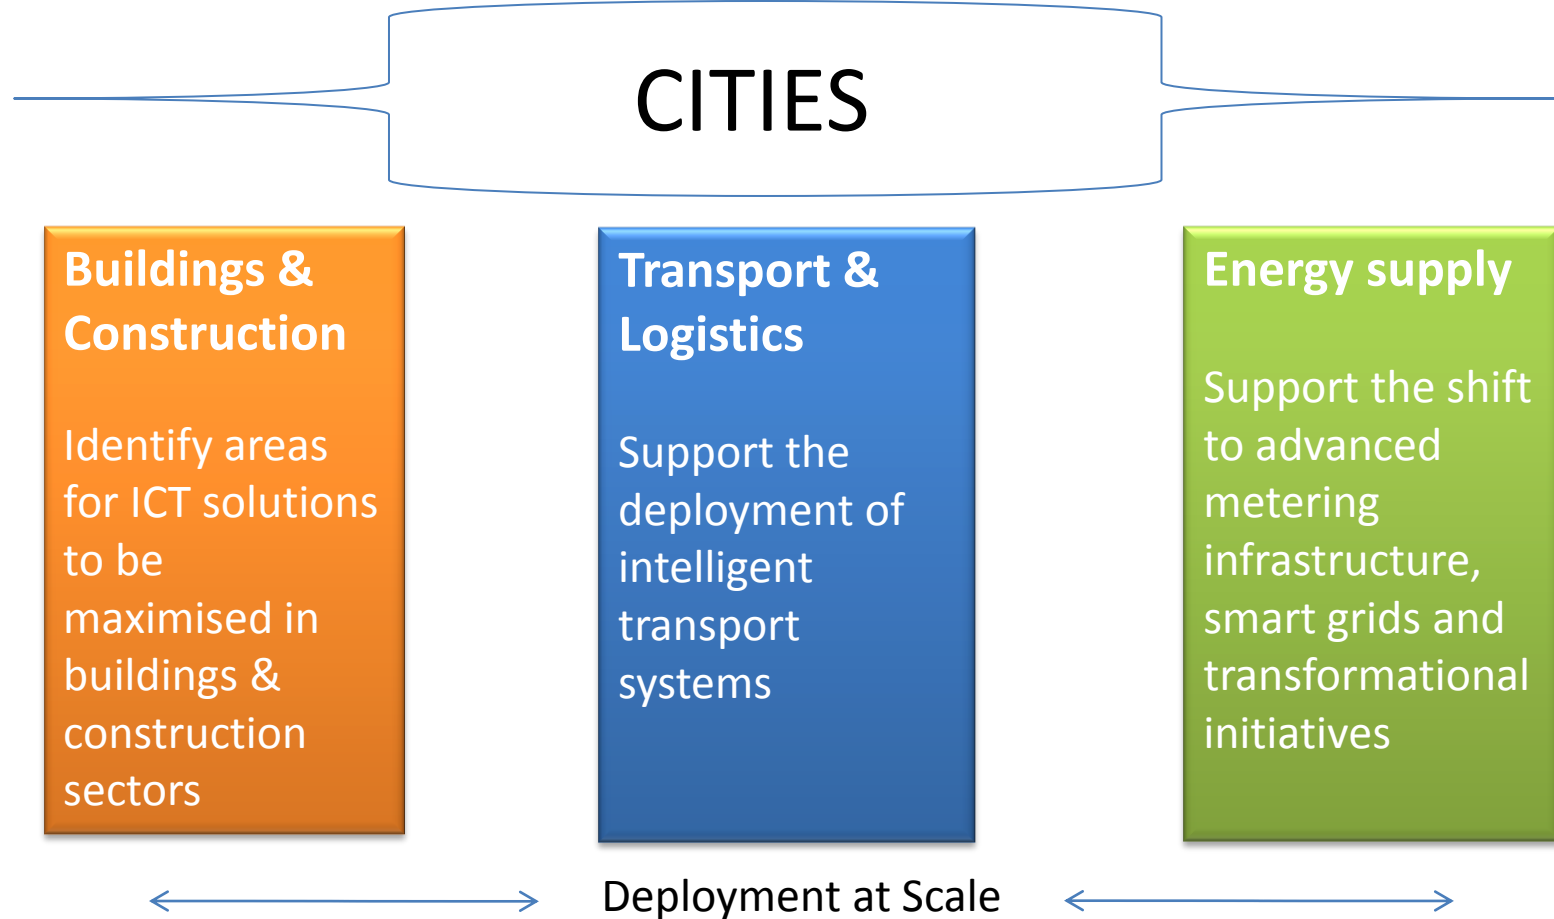 CITIES
Buildings &
Construction
Identify areas
for ICT solutions
to be
maximised in
buildings &
construction
sectors
Transport &
Logistics
Support the
deployment of
intelligent
transport
systems
Energy supply
Support the shift
to advanced
metering
infrastructure,
smart grids and
transformational
initiatives
Deployment at Scale